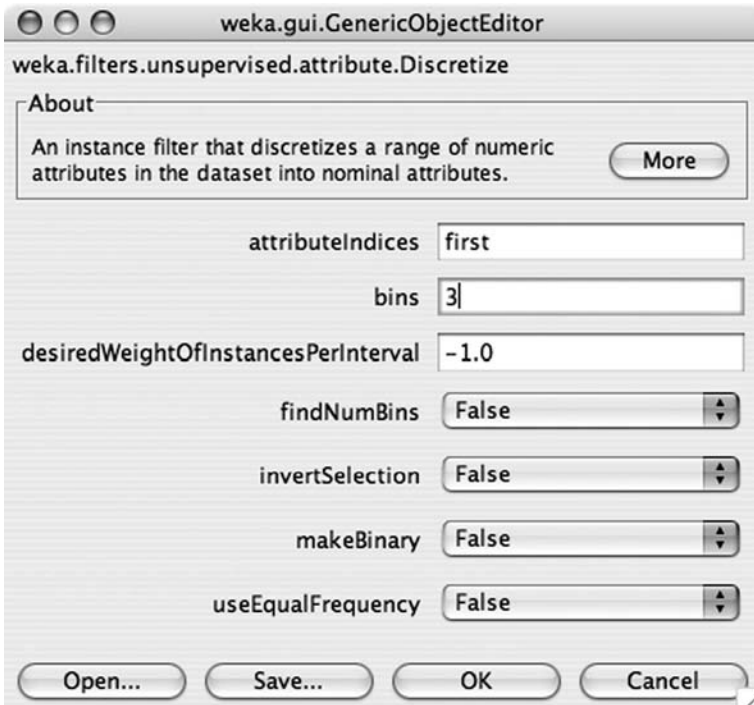 weka.gui.GenericObjectEditor
weka.filters.unsupervised.attribute.Discretize
About
An instance filter that discretizes a range of numeric
attributes in the dataset into nominal attributes.
More
attributeIndices first
bins 3
desiredWeightOfInstancesPerInterval -1.0
findNumBins False
invertSelection False
makeBinary False
useEqualFrequency False
Open... Save... OK Cancel